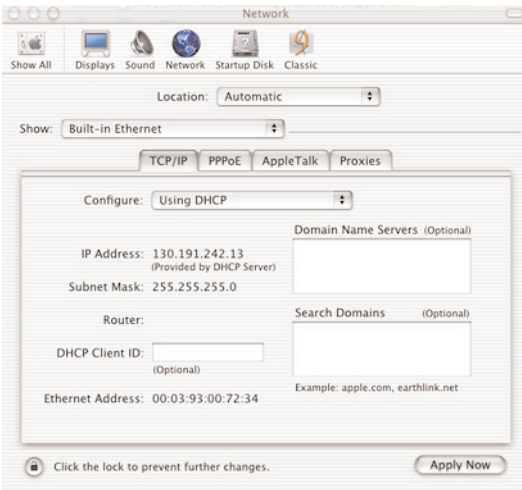 Network
Show All Displays Sound Network Startup Disk Classic
Location: Automatic
Show: Built-in Ethernet
TCP/IP PPPoE AppleTalk Proxies
Configure: Using DHCP
Domain Name Servers (Optional)
IP Address: 130.191.242.13
(Provided by DHCP Server)
Subnet Mask: 255.255.255.0
Search Domains (Optional)
Router:
DHCP Client ID:
(Optional)
Example: apple.com, earthlink.net
Ethernet Address: 00:03:93:00:72:34
Click the lock to prevent further changes.
Apply Now